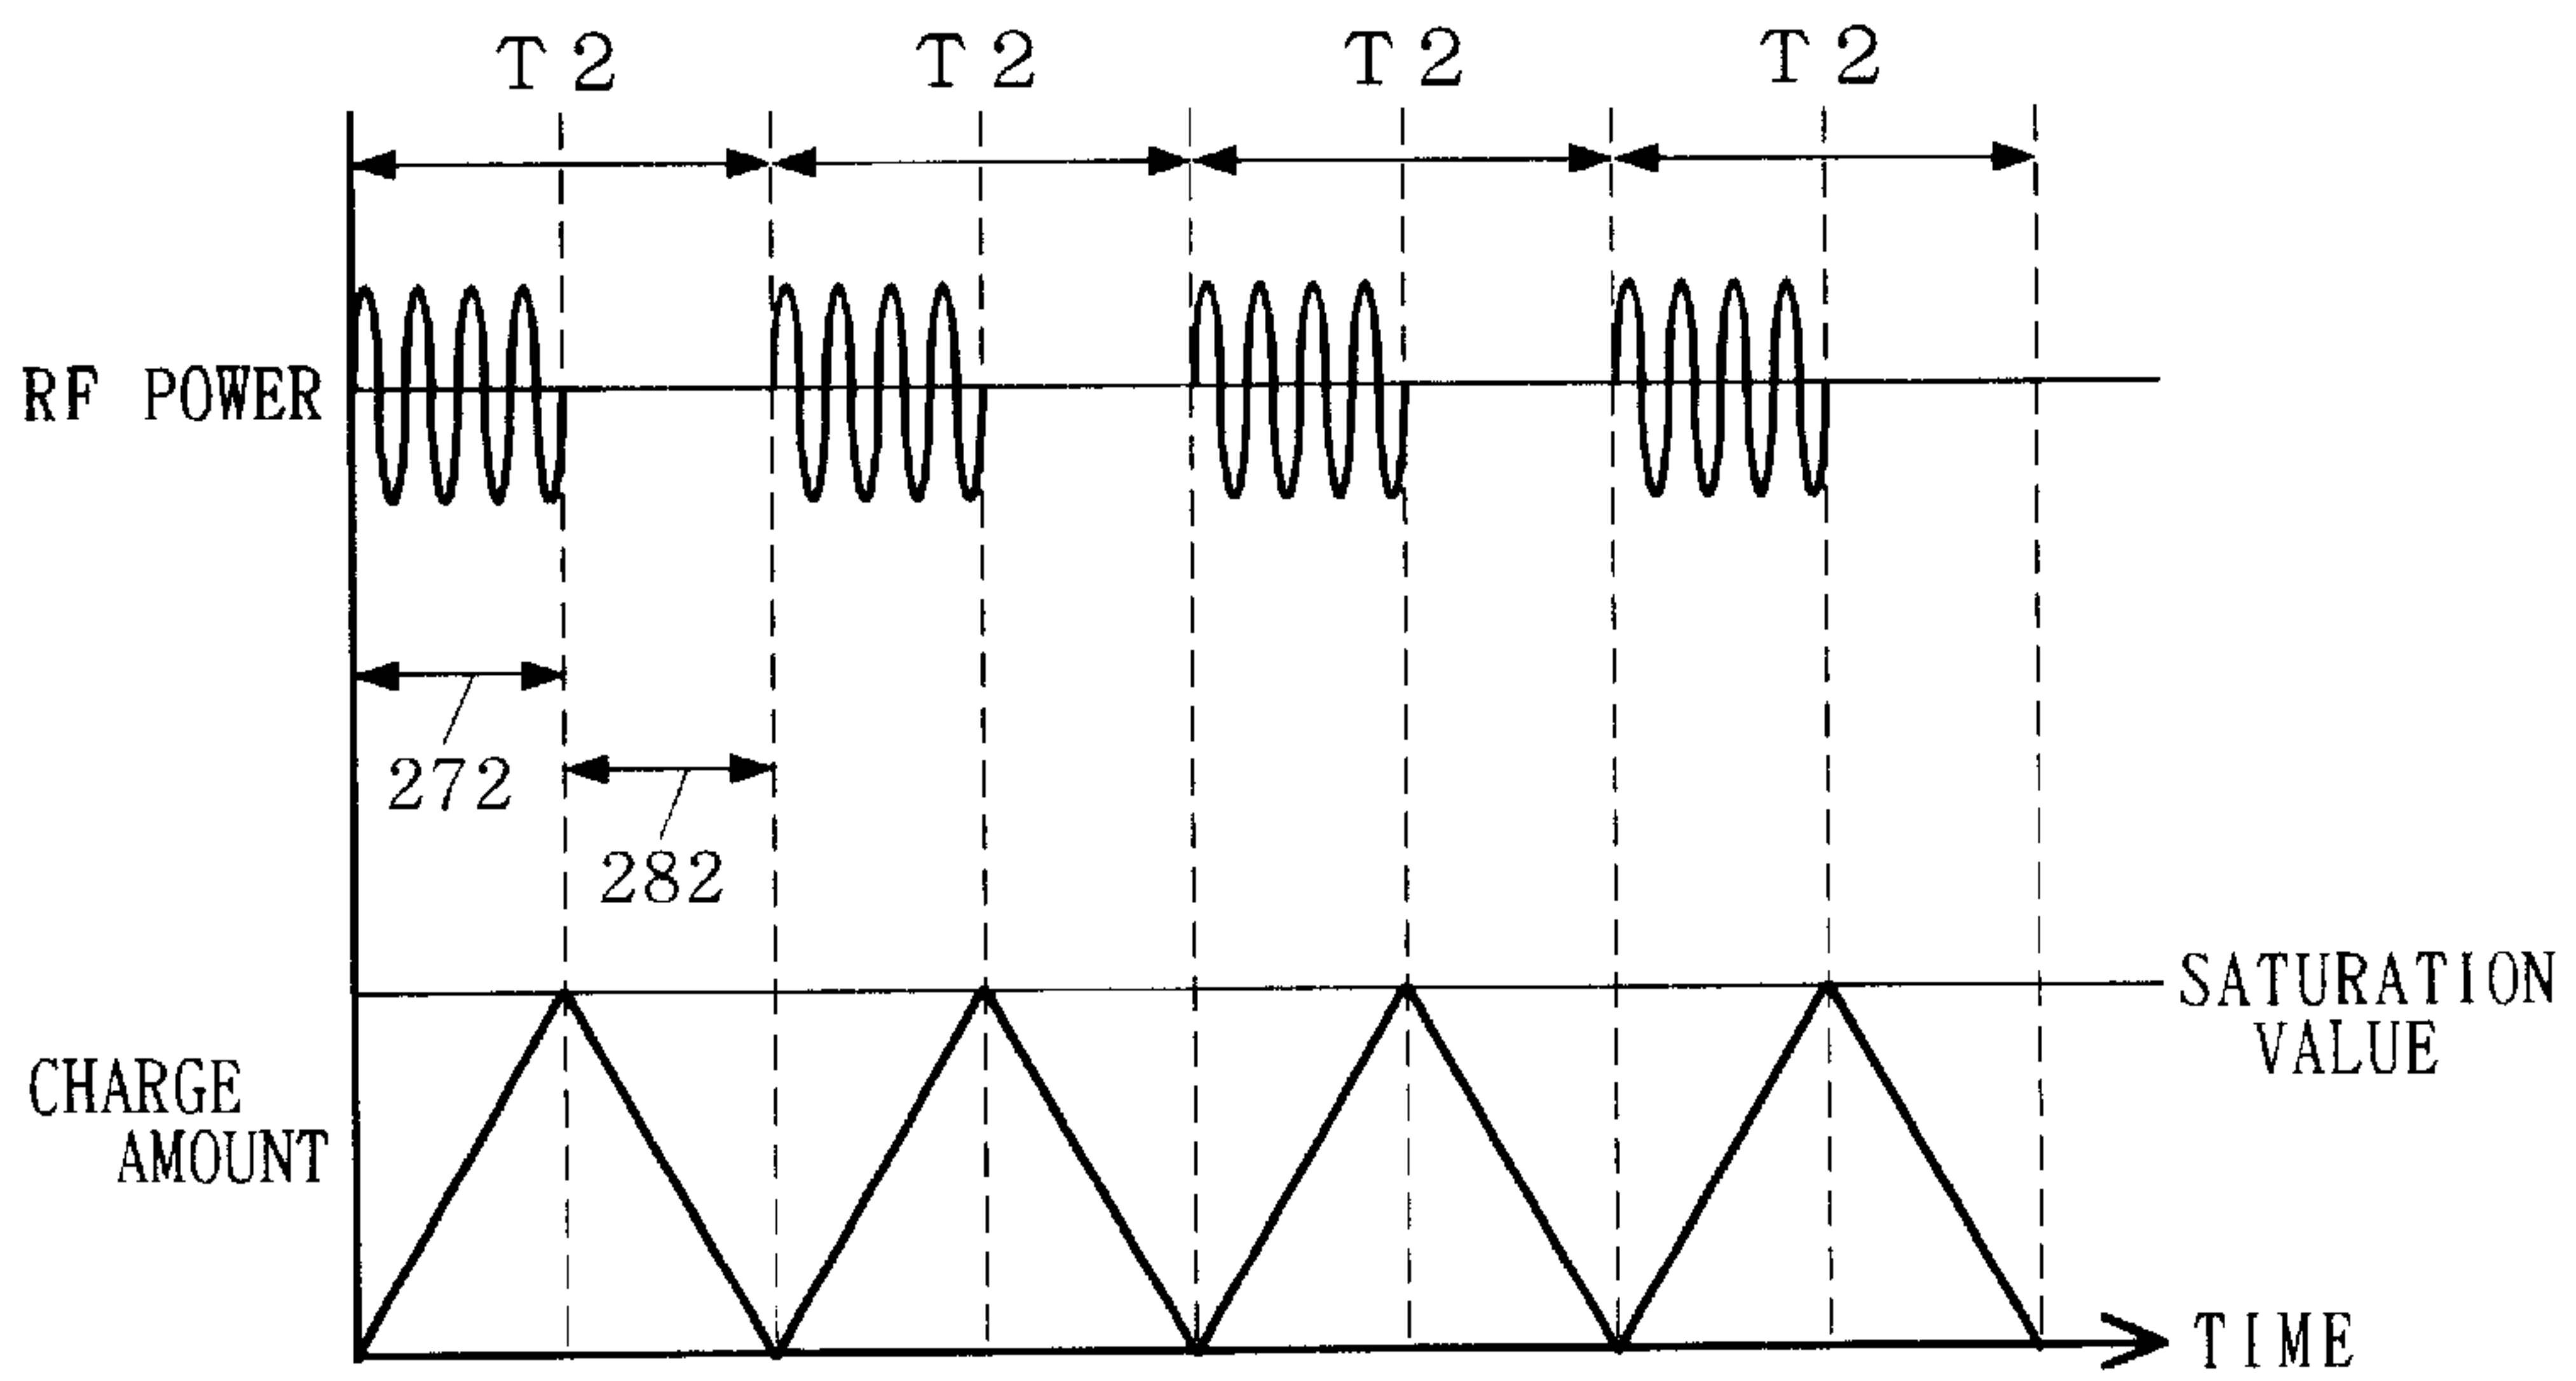 T2 T2 T2 T2
RF POWER
272
282
SATURATION
VALUE
CHARGE
AMOUNT
TIME